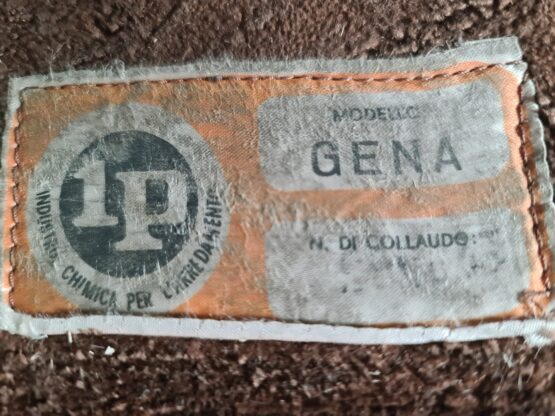 1P
INDUSTRIA CHIMICA PER L'ARREDAMENTO
MODELLO
GENA
N. DI COLLAUDO: